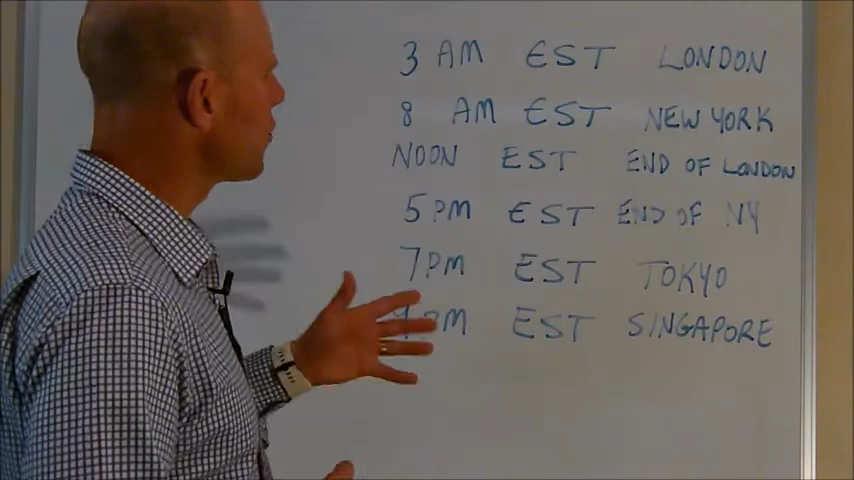 3 AM EST LONDON
8 AM EST NEW YORK
NOON EST END OF LONDON
5 PM EST END OF NY
7 PM EST TOKYO
9 PM EST SINGAPORE